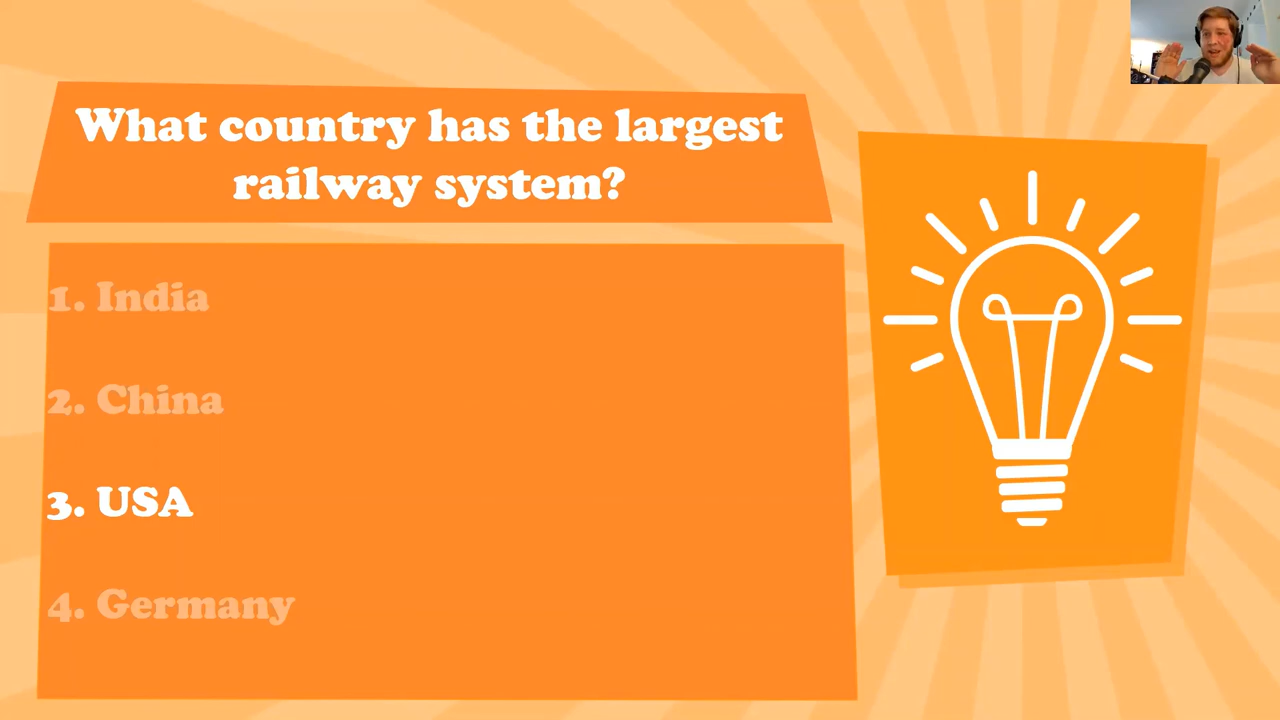 What country has the largest
railway system?
1. India
2. China
3. USA
4. Germany